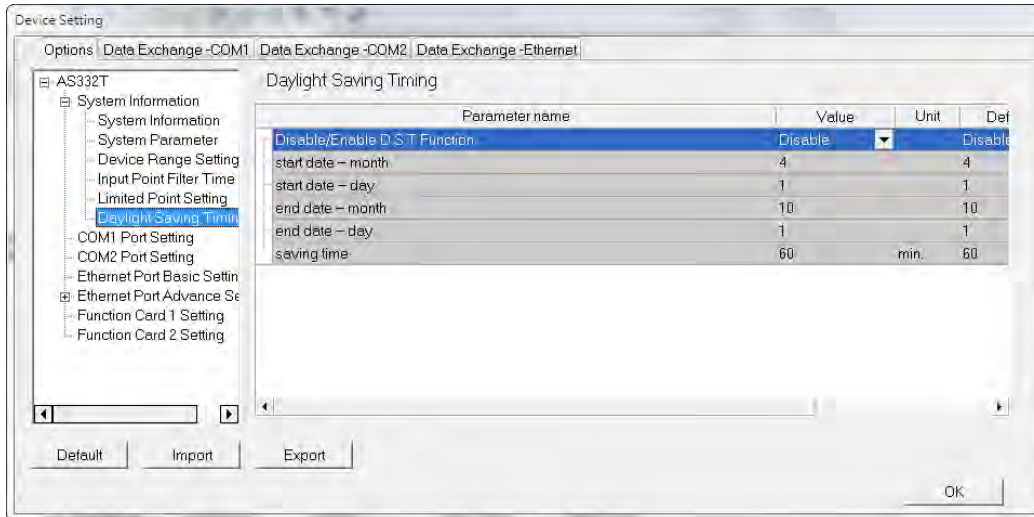 Device Setting
Options Data Exchange -COM1 Data Exchange -COM2 Data Exchange -Ethernet
AS332T
System Information
System Information
System Parameter
Device Range Setting
Input Point Filter Time
Limited Point Setting
Daylight Saving Timin
COM1 Port Setting
COM2 Port Setting
Ethernet Port Basic Settin
Ethernet Port Advance Se
Function Card 1 Setting
Function Card 2 Setting
Daylight Saving Timing
Parameter name Value Unit Def
Disable/Enable D.S.T Function Disable Disable
start date – month 4 4
start date – day 1 1
end date – month 10 10
end date – day 1 1
saving time 60 min. 60
Default Import Export
OK